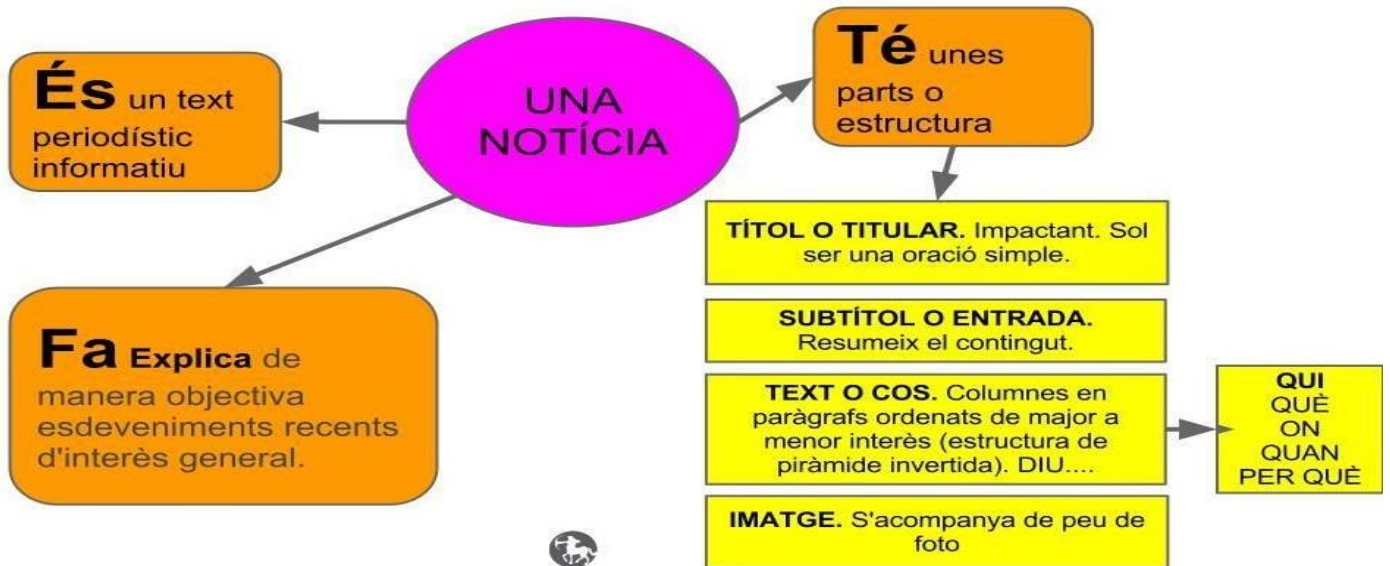 UNA
NOTÍCIA
És un text
periodístic
informatiu
Fa Explica de
manera objectiva
esdeveniments recents
d'interès general.
Té unes
parts o
estructura
TÍTOL O TITULAR. Impactant. Sol
ser una oració simple.
SUBTÍTOL O ENTRADA.
Resumeix el contingut.
TEXT O COS. Columnes en
paràgrafs ordenats de major a
menor interès (estructura de
piràmide invertida). DIU....
QUI
QUÈ
ON
QUAN
PER QUÈ
IMATGE. S'acompanya de peu de
foto